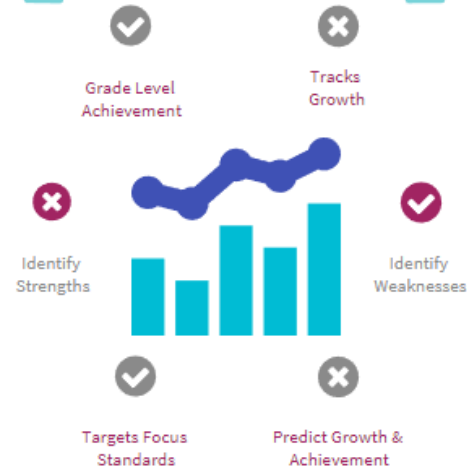 Grade Level
Achievement
Tracks
Growth
Identify
Strengths
Identify
Weaknesses
Targets Focus
Standards
Predict Growth &
Achievement